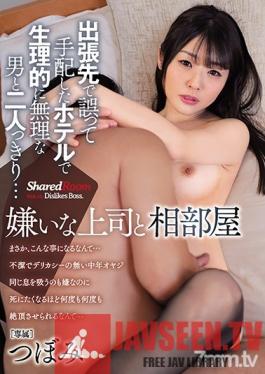 出張先で誤って
手配したホテルで
生理的に無理な
男と二人っきり…
Shared Room
Dislikes Boss.
嫌いな上司と相部屋
まさか、こんな事になるなんて…
不潔でデリカシーの無い中年オヤジ
同じ息を吸うのも嫌なのに
死にたくなるほど何度も何度も
絶頂させられるなんて…
【専属】
つぼみ
JAVSEEN.TV
FREE JAV LIBRARY